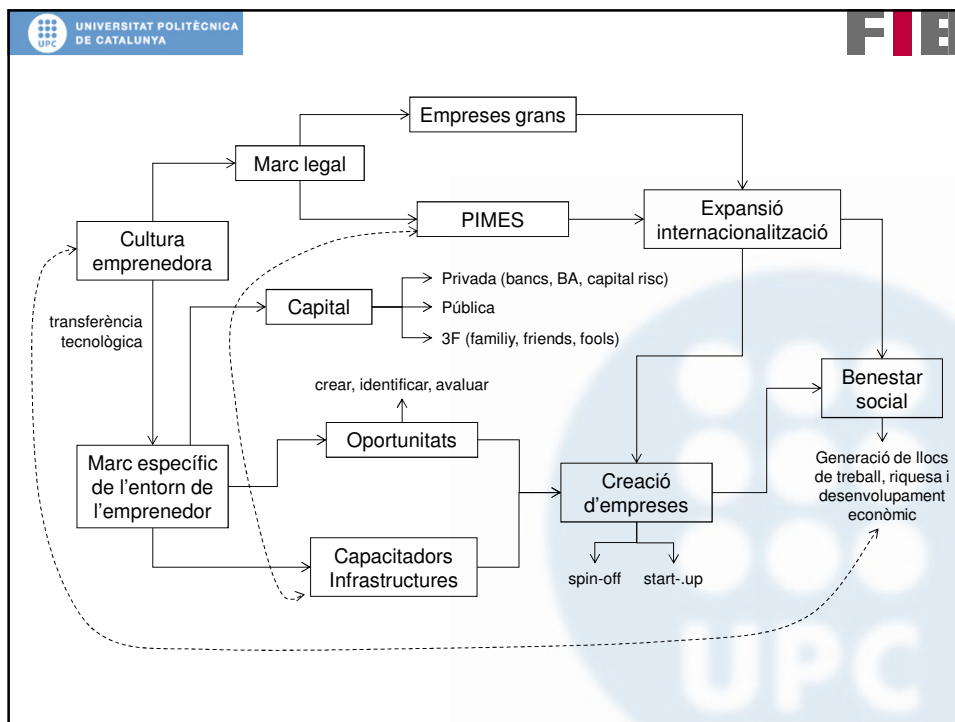 UNIVERSITAT POLITÈCNICA
DE CATALUNYA
UPC
FIB
Empreses grans
Marc legal
PIMES
Expansió
internacionalització
Cultura
emprenedora
Privada (bancs, BA, capital risc)
Capital
Pública
transferència
tecnològica
3F (familiy, friends, fools)
crear, identificar, avaluar
Benestar
social
Oportunitats
Marc específic
de l'entorn de
l'emprenedor
Generació de llocs
de treball, riquesa i
desenvolupament
econòmic
Creació
d'empreses
Capacitadors
Infrastructures
spin-off
start-.up
UPC